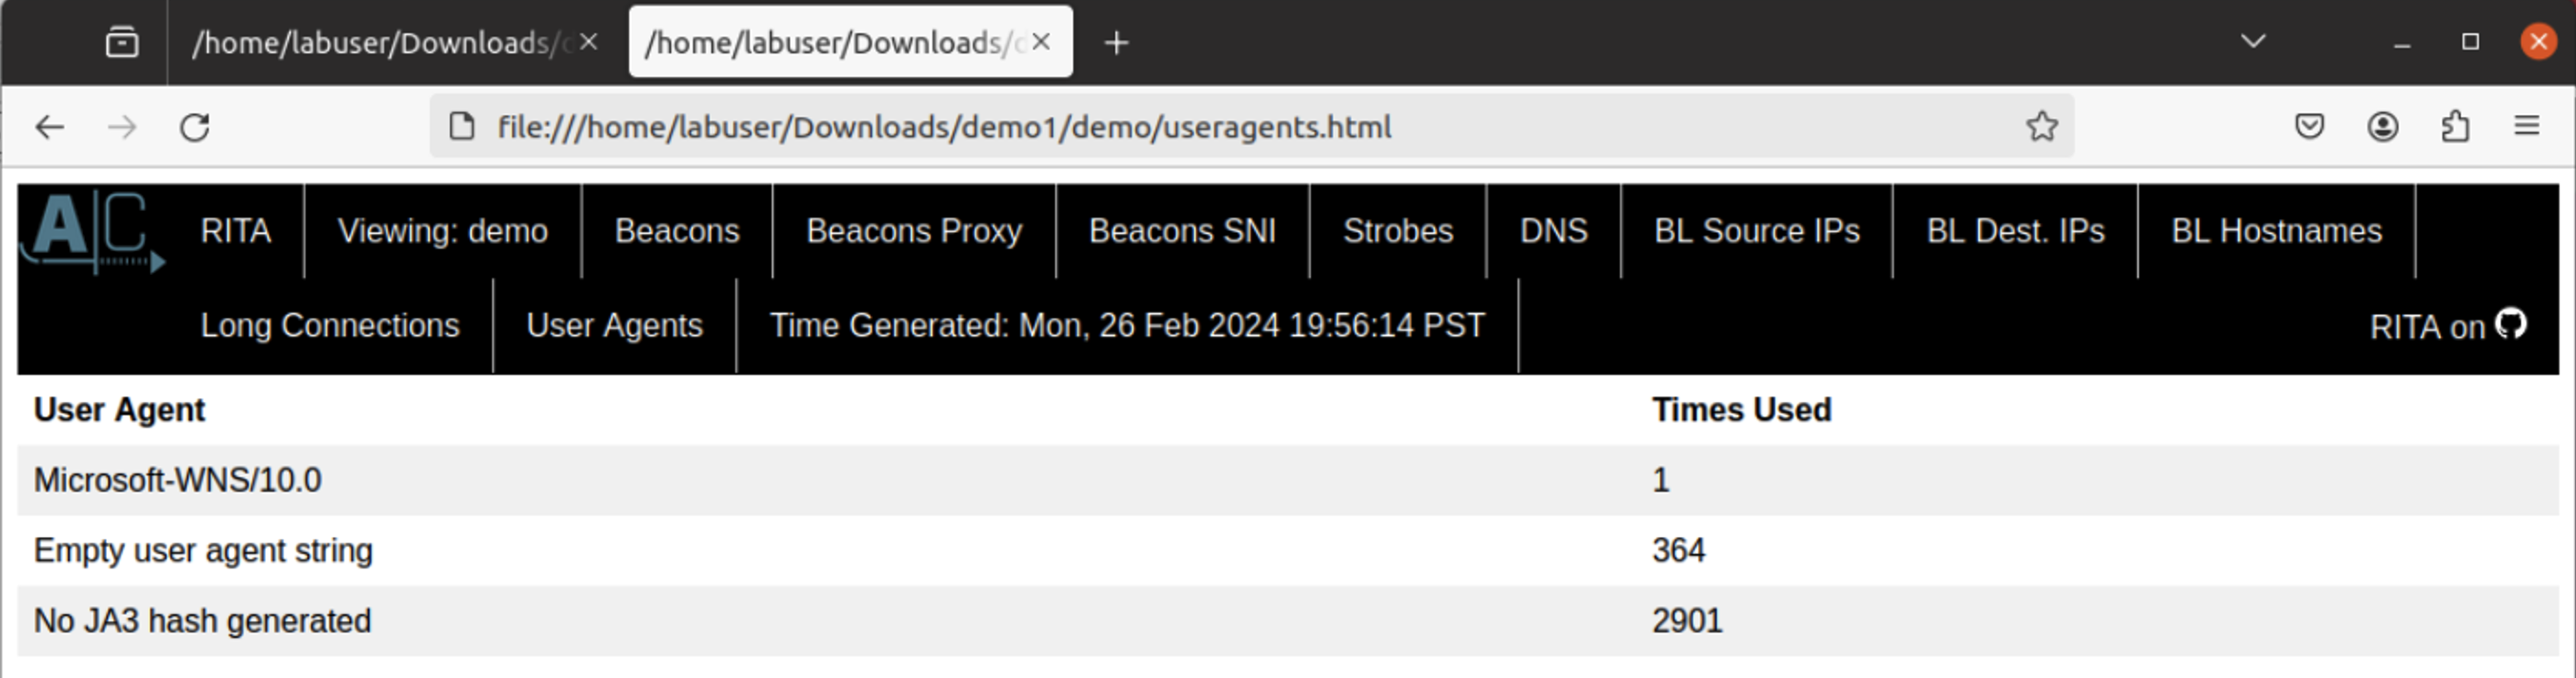 /home/labuser/Downloads/d /home/labuser/Downloads/d
file:///home/labuser/Downloads/demo1/demo/useragents.html
AC RITA Viewing: demo Beacons Beacons Proxy Beacons SNI Strobes DNS BL Source IPs BL Dest. IPs BL Hostnames
Long Connections User Agents Time Generated: Mon, 26 Feb 2024 19:56:14 PST RITA on
User Agent Times Used
Microsoft-WNS/10.0 1
Empty user agent string 364
No JA3 hash generated 2901